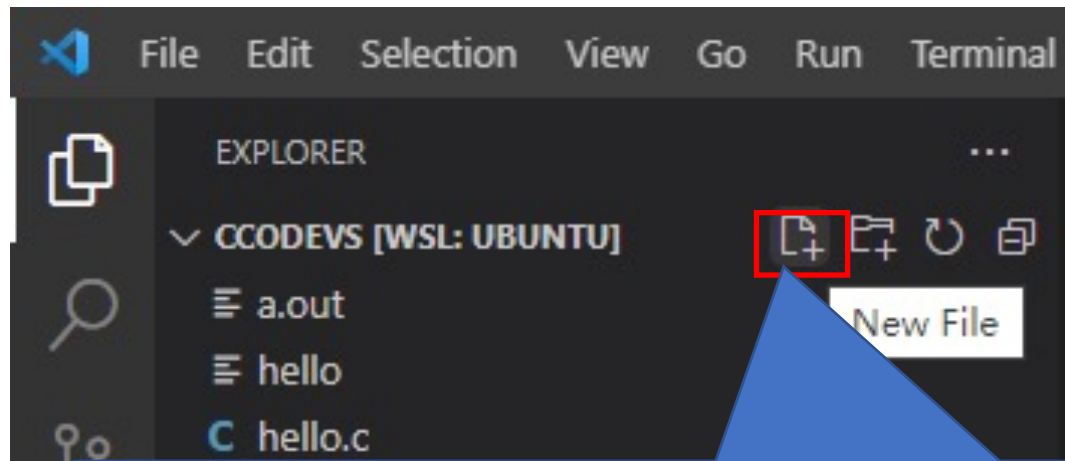 File Edit Selection View Go Run Terminal
EXPLORER
CCODEVS [WSL: UBUNTU]
a.out
New File
hello
C hello.c